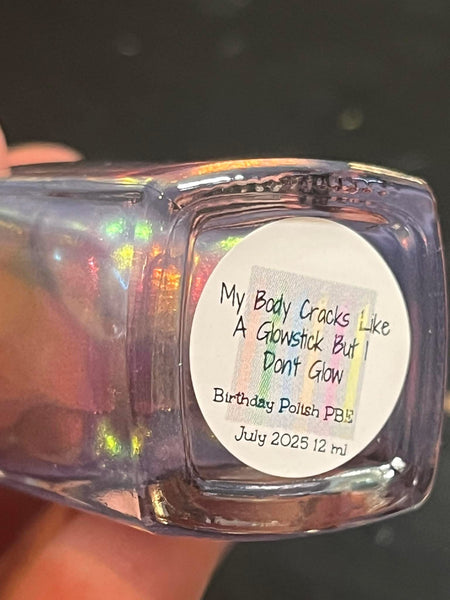 My Body Cracks Like
A Glowstick But I
Don't Glow
Birthday Polish PBE
July 2025 12 ml